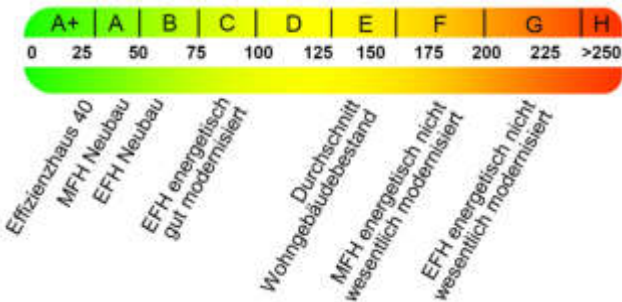 A+ A B C D E F G H
0 25 50 75 100 125 150 175 200 225 >250
Effizienzhaus 40
MFH Neubau
EFH Neubau
EFH energetisch
gut modernisiert
Durchschnitt
Wohngebäudebestand
MFH energetisch nicht
wesentlich modernisiert
EFH energetisch nicht
wesentlich modernisiert